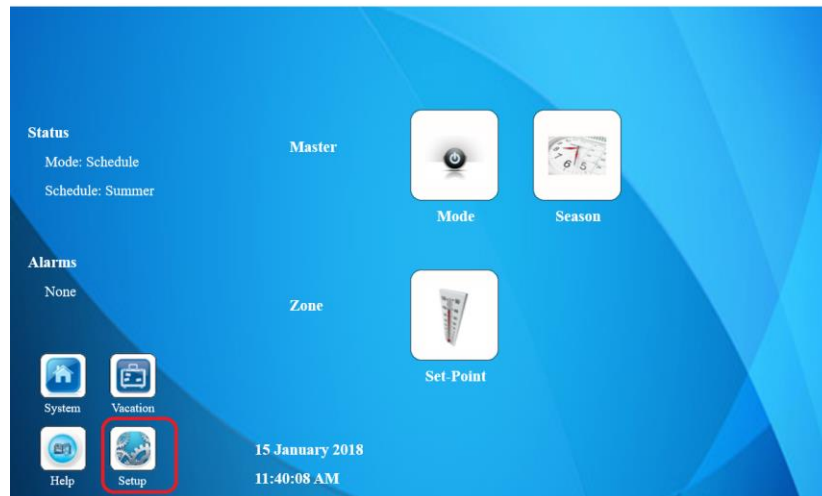 Status
Mode: Schedule
Schedule: Summer
Master
Mode
Season
Alarms
None
Zone
Set-Point
System
Vacation
Help
Setup
15 January 2018
11:40:08 AM